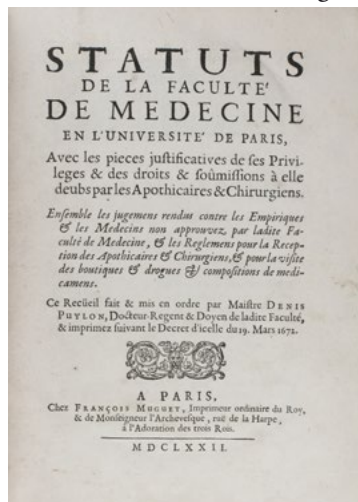 STATUTS
DE LA FACULTE'
DE MEDECINE
EN L'UNIVERSITE' DE PARIS,
Avec les pieces juſtificatives de ſes Privi-
leges & des droits & ſoûmiſſions à elle
deubs par les Apothicaires & Chirurgiens.
Enſemble les jugemens rendus contre les Empiriques
& les Medecins non approuvez, par ladite Fa-
culté de Medecine, & les Reglemens pour la Recep-
tion des Apothicaires & Chirurgiens, & pour la viſite
des boutiques & drogues & compoſitions de medi-
camens.
Ce Recüeil fait & mis en ordre par Maiſtre DENIS
PUYLON, Docteur-Regent & Doyen de ladite Faculté,
& imprimez ſuivant le Decret d'icelle du 19. Mars 1672.
A PARIS,
Chez FRANÇOIS MUGUET, Imprimeur ordinaire du Roy,
& de Monſeigneur l'Archeveſque, ruë de la Harpe,
à l'Adoration des trois Rois.
MDCLXXII.